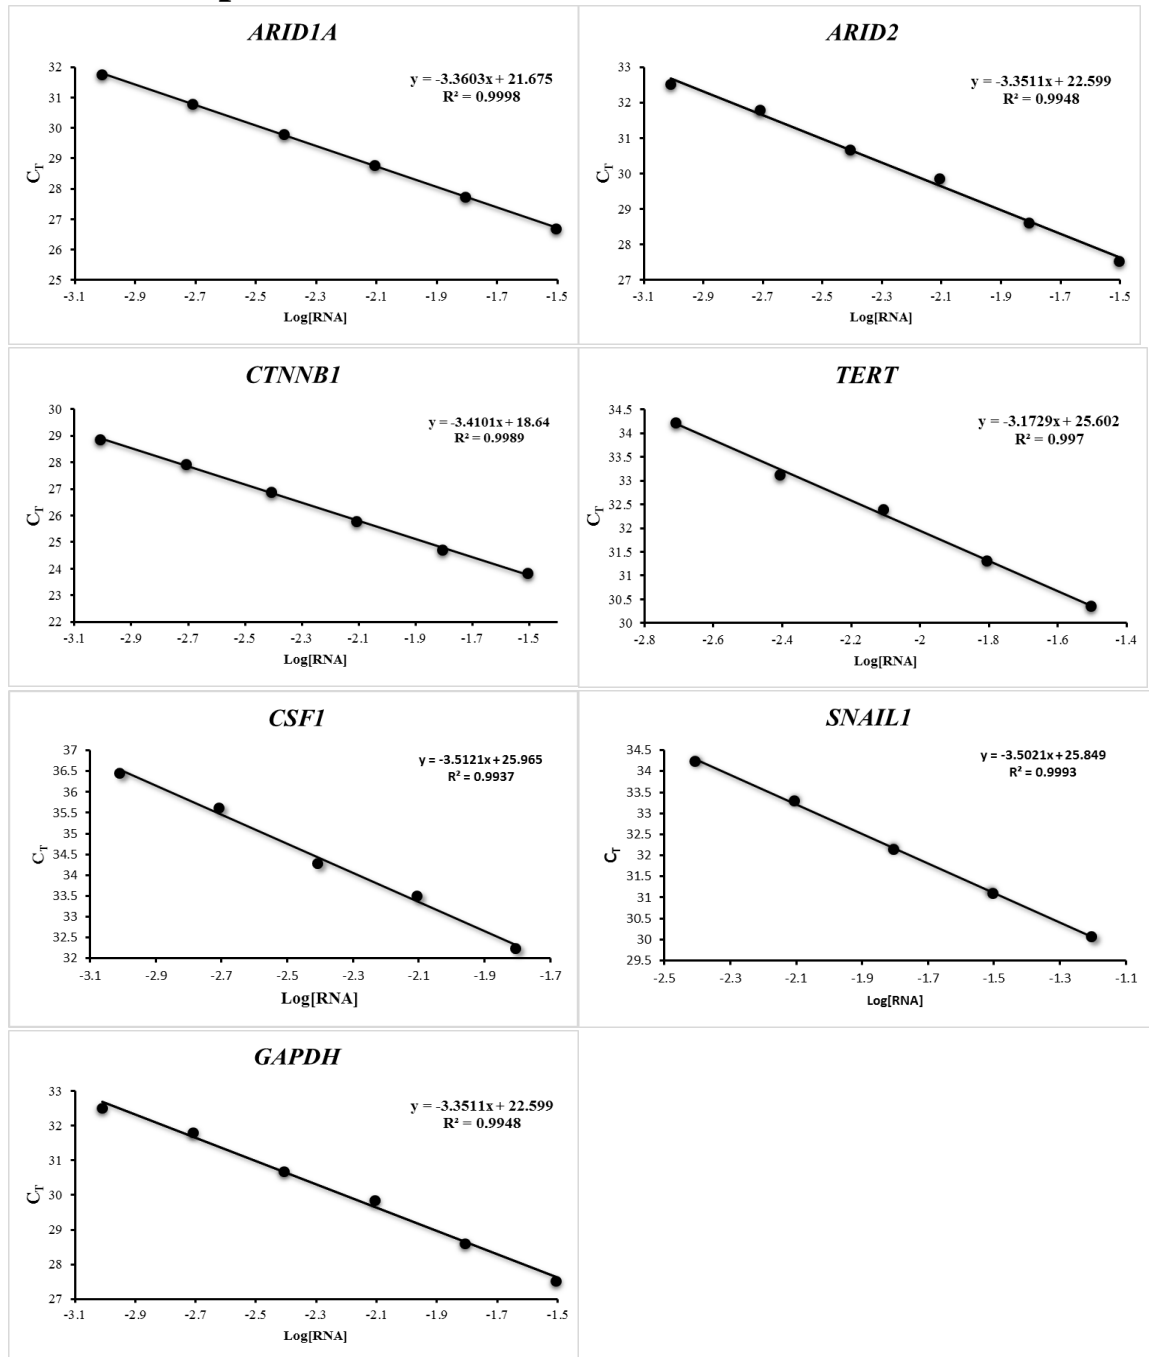 ARID1A
y = -3.3603x + 21.675
R² = 0.9998
32
31
30
29
28
27
26
25
C_T
-3.1 -2.9 -2.7 -2.5 -2.3 -2.1 -1.9 -1.7 -1.5
Log[RNA]
ARID2
y = -3.3511x + 22.599
R² = 0.9948
33
32
31
30
29
28
27
C_T
-3.1 -2.9 -2.7 -2.5 -2.3 -2.1 -1.9 -1.7 -1.5
Log[RNA]
CTNNB1
y = -3.4101x + 18.64
R² = 0.9989
30
29
28
27
26
25
24
23
22
C_T
-3.1 -2.9 -2.7 -2.5 -2.3 -2.1 -1.9 -1.7 -1.5
Log[RNA]
TERT
y = -3.1729x + 25.602
R² = 0.997
34.5
34
33.5
33
32.5
32
31.5
31
30.5
30
C_T
-2.8 -2.6 -2.4 -2.2 -2 -1.8 -1.6 -1.4
Log[RNA]
CSF1
y = -3.5121x + 25.965
R² = 0.9937
37
36.5
36
35.5
35
34.5
34
33.5
33
32.5
32
C_T
-3.1 -2.9 -2.7 -2.5 -2.3 -2.1 -1.9 -1.7
Log[RNA]
SNAIL1
y = -3.5021x + 25.849
R² = 0.9993
34.5
34
33.5
33
32.5
32
31.5
31
30.5
30
29.5
C_T
-2.5 -2.3 -2.1 -1.9 -1.7 -1.5 -1.3 -1.1
Log[RNA]
GAPDH
y = -3.3511x + 22.599
R² = 0.9948
33
32
31
30
29
28
27
C_T
-3.1 -2.9 -2.7 -2.5 -2.3 -2.1 -1.9 -1.7 -1.5
Log[RNA]